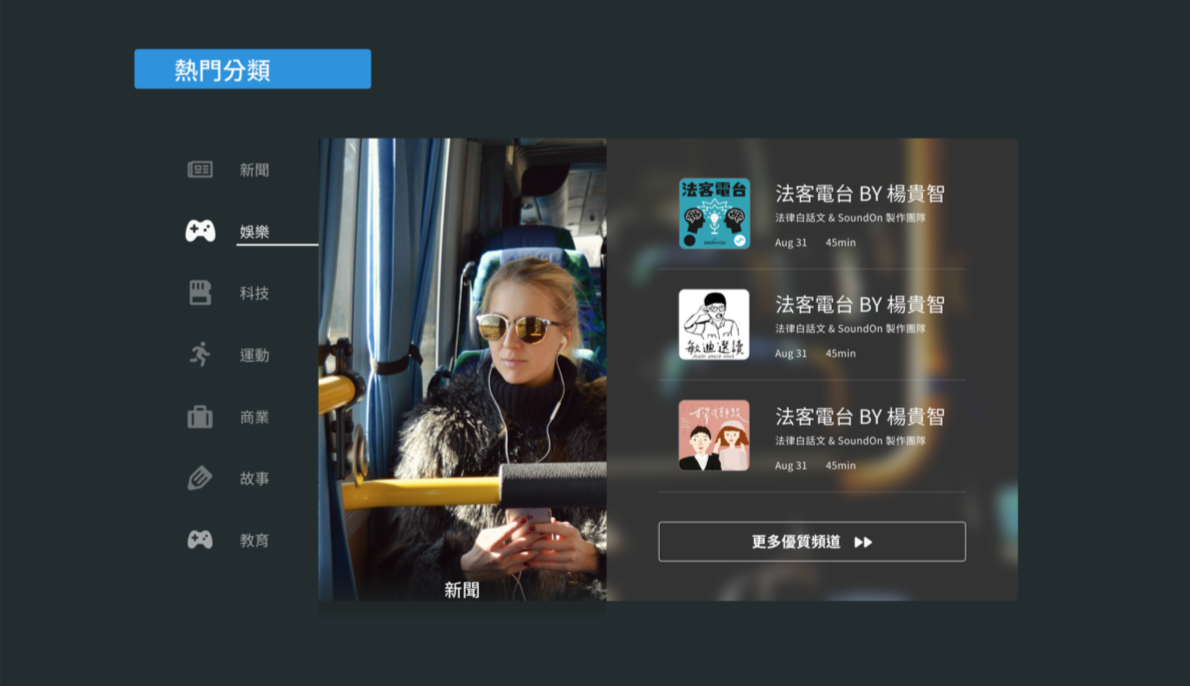 熱門分類
新聞
娛樂
科技
運動
商業
故事
教育
新聞
法客電台
法客電台 BY 楊貴智
法律白話文 & SoundOn 製作團隊
Aug 31 45min
敏迪選讀
法客電台 BY 楊貴智
法律白話文 & SoundOn 製作團隊
Aug 31 45min
法客電台 BY 楊貴智
法律白話文 & SoundOn 製作團隊
Aug 31 45min
更多優質頻道